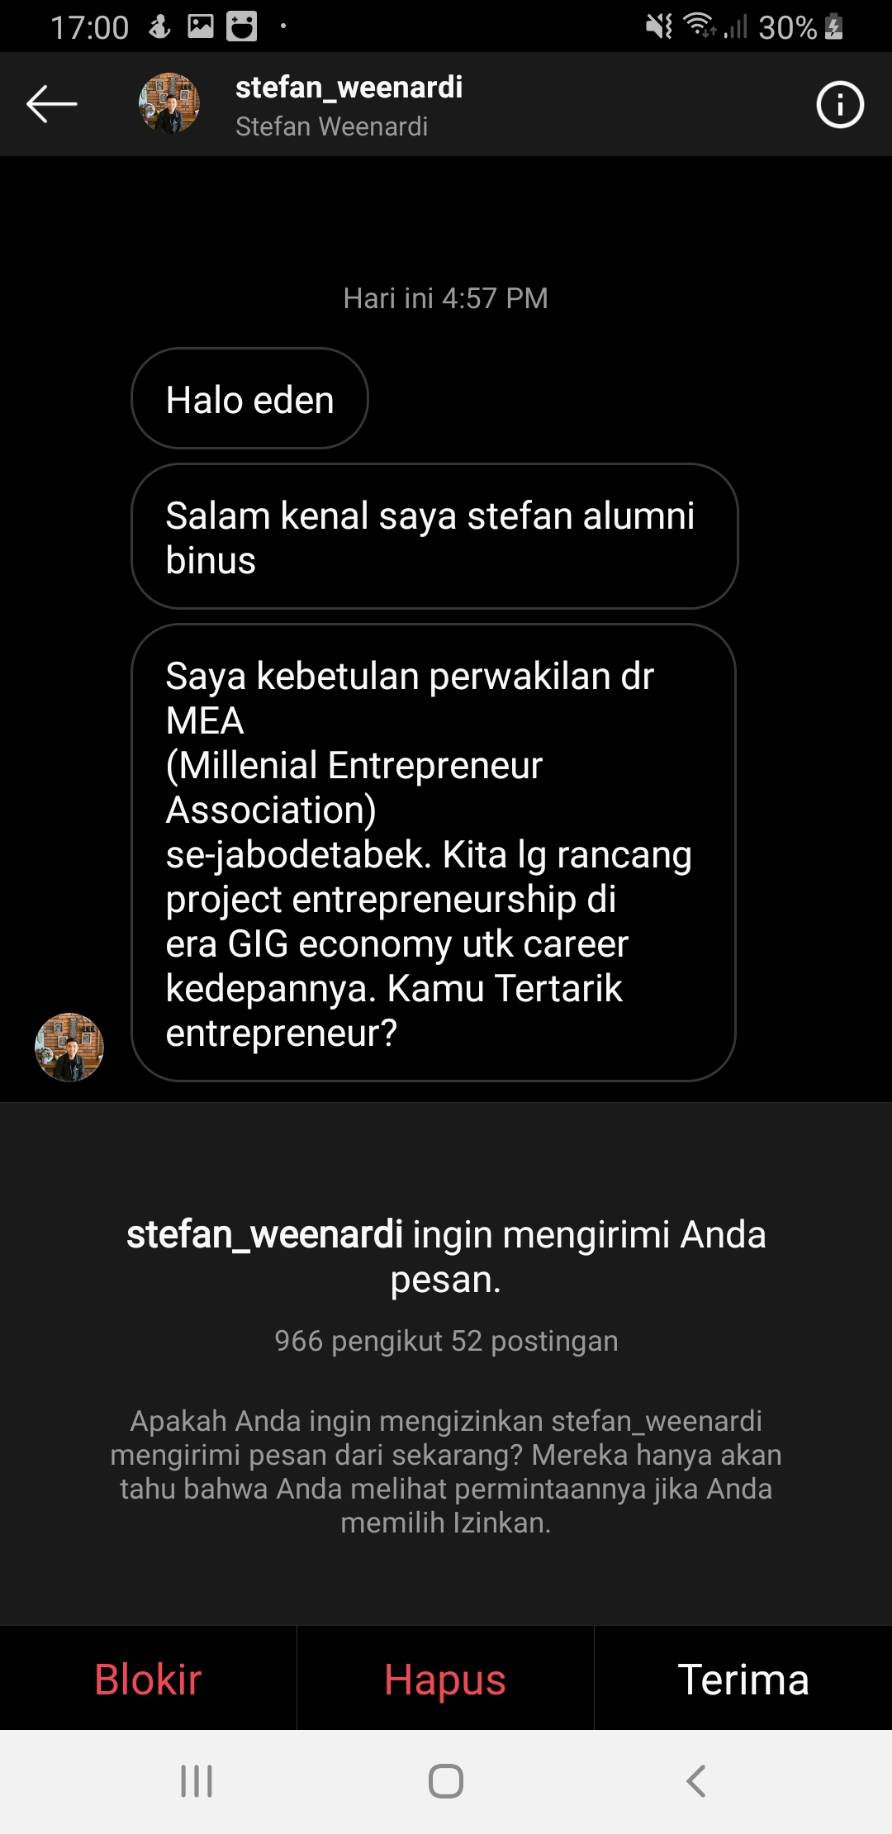 17:00
30%
stefan_weenardi
Stefan Weenardi
Hari ini 4:57 PM
Halo eden
Salam kenal saya stefan alumni
binus
Saya kebetulan perwakilan dr
MEA
(Millenial Entrepreneur
Association)
se-jabodetabek. Kita lg rancang
project entrepreneurship di
era GIG economy utk career
kedepannya. Kamu Tertarik
entrepreneur?
stefan_weenardi ingin mengirimi Anda
pesan.
966 pengikut 52 postingan
Apakah Anda ingin mengizinkan stefan_weenardi
mengirimi pesan dari sekarang? Mereka hanya akan
tahu bahwa Anda melihat permintaannya jika Anda
memilih Izinkan.
Blokir
Hapus
Terima